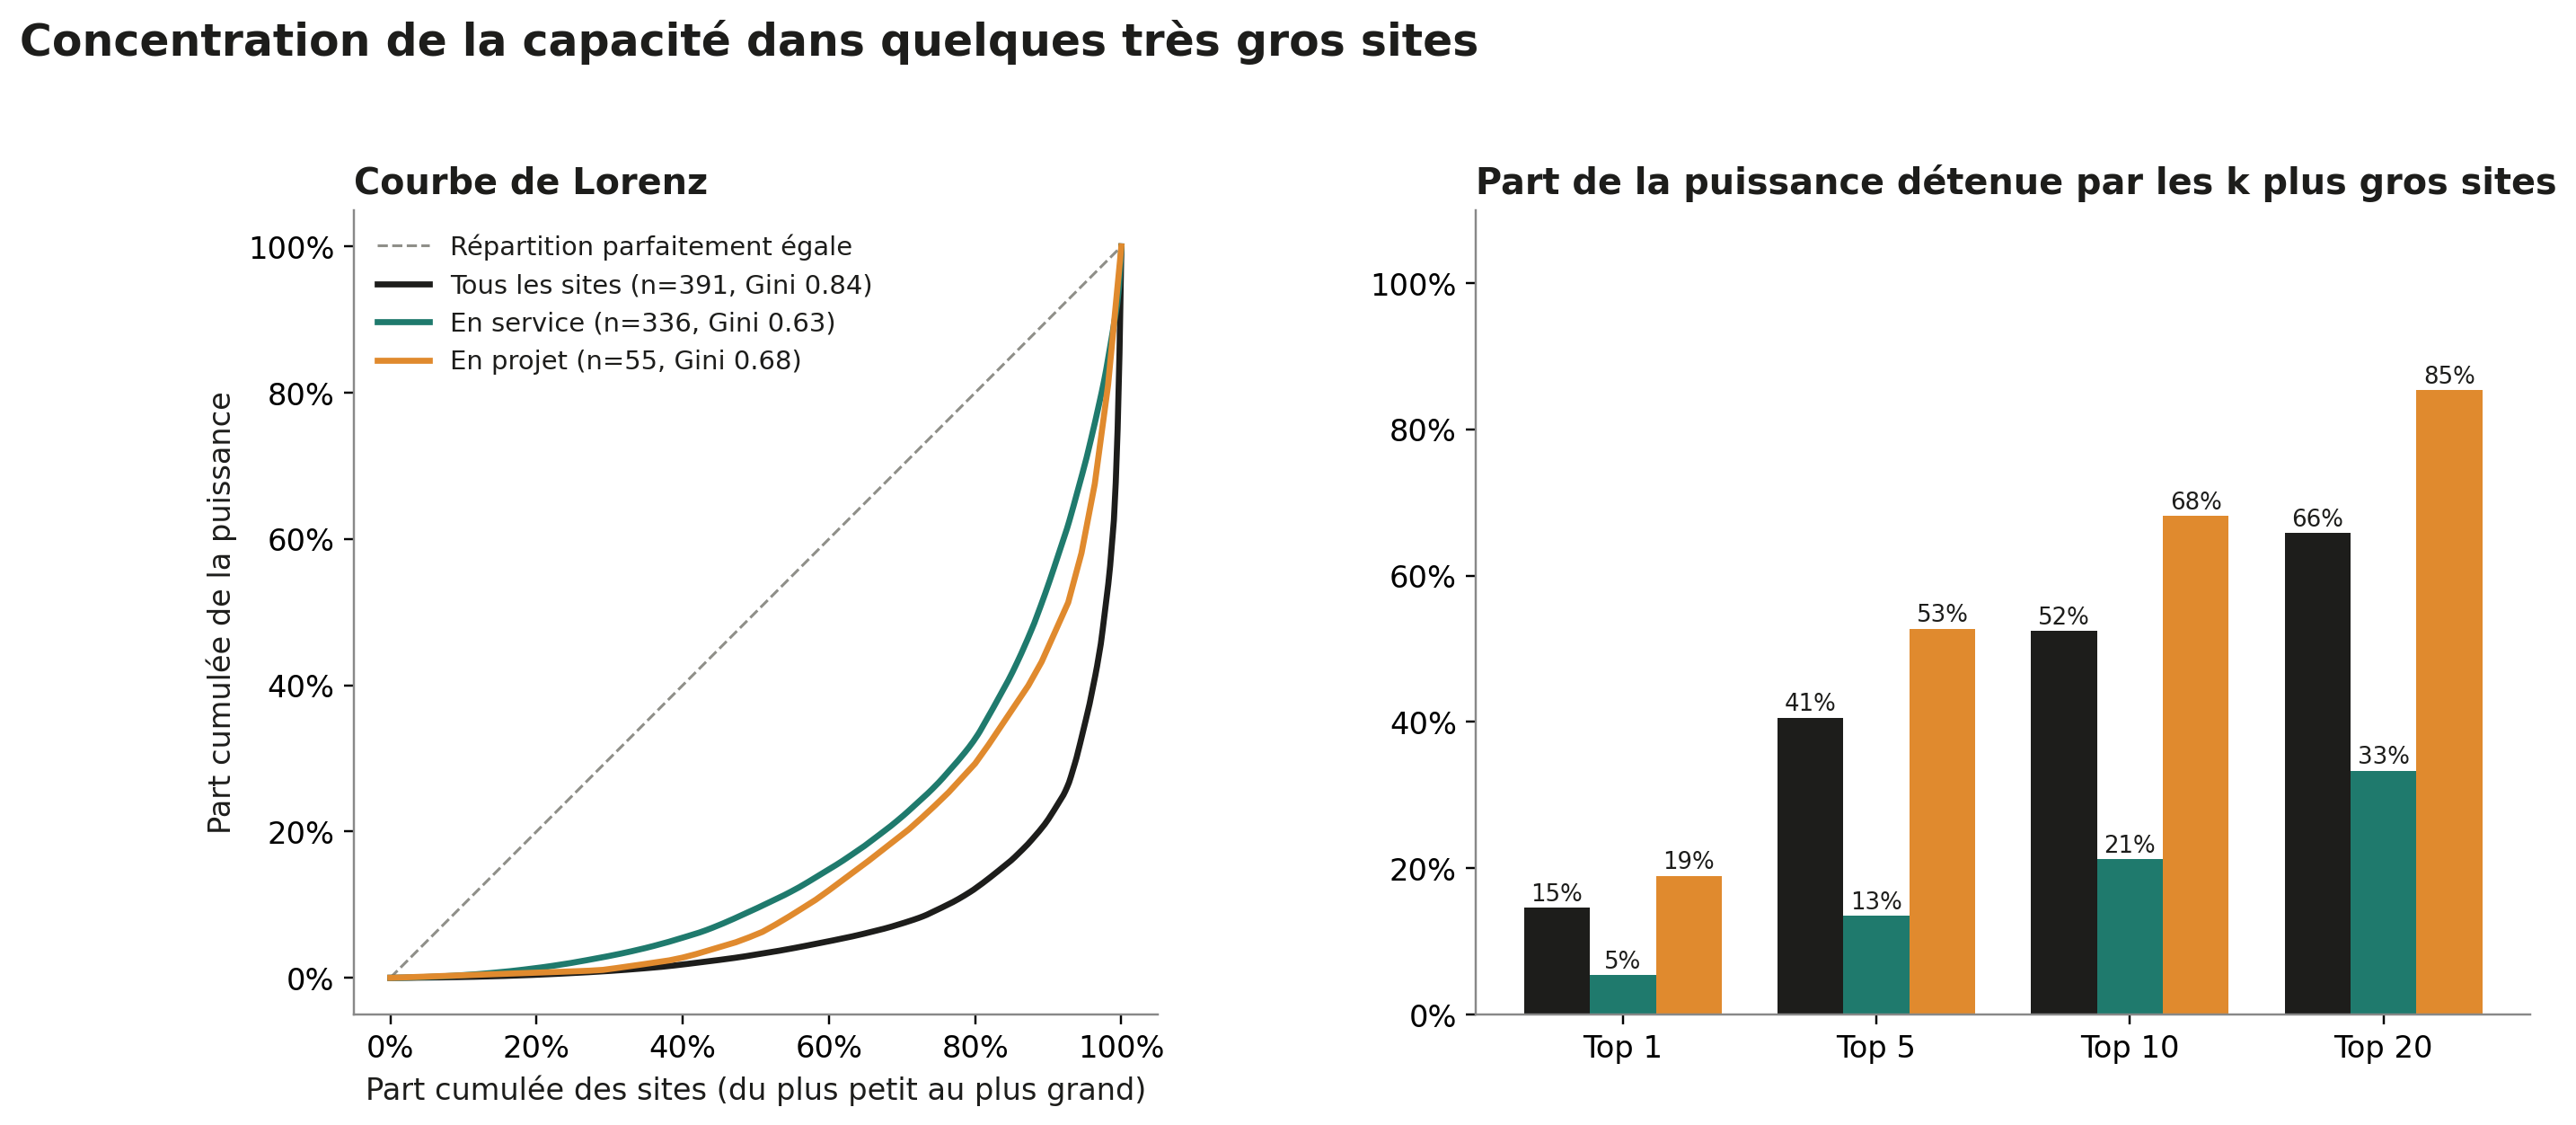 Concentration de la capacité dans quelques très gros sites
Courbe de Lorenz
100%
80%
60%
40%
20%
0%
Part cumulée de la puissance
Répartition parfaitement égale
Tous les sites (n=391, Gini 0.84)
En service (n=336, Gini 0.63)
En projet (n=55, Gini 0.68)
0% 20% 40% 60% 80% 100%
Part cumulée des sites (du plus petit au plus grand)
Part de la puissance détenue par les k plus gros sites
100%
80%
60%
40%
20%
0%
15% 5% 19%
41% 13% 53%
52% 21% 68%
66% 33% 85%
Top 1 Top 5 Top 10 Top 20